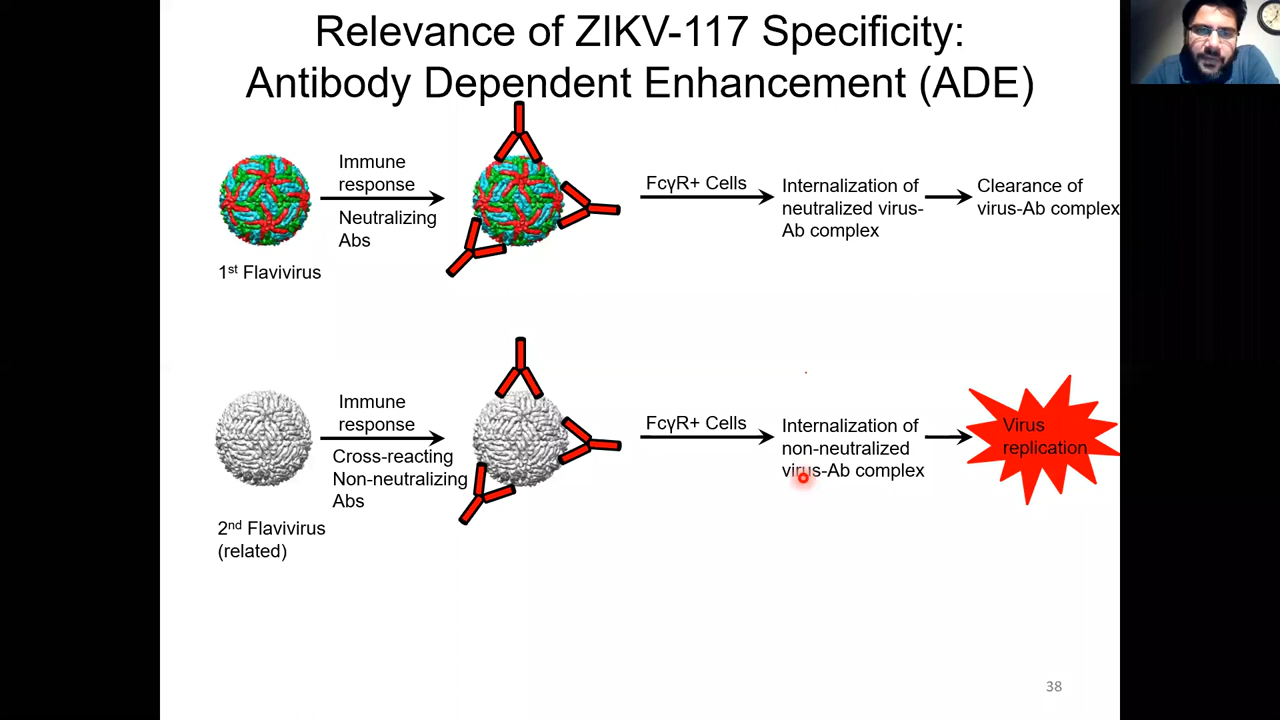 Relevance of ZIKV-117 Specificity:
Antibody Dependent Enhancement (ADE)
Immune
response
Neutralizing
Abs
1st Flavivirus
FcγR+ Cells
Internalization of
neutralized virus-
Ab complex
Clearance of
virus-Ab complex
Immune
response
Cross-reacting
Non-neutralizing
Abs
2nd Flavivirus
(related)
FcγR+ Cells
Internalization of
non-neutralized
virus-Ab complex
Virus
replication
38